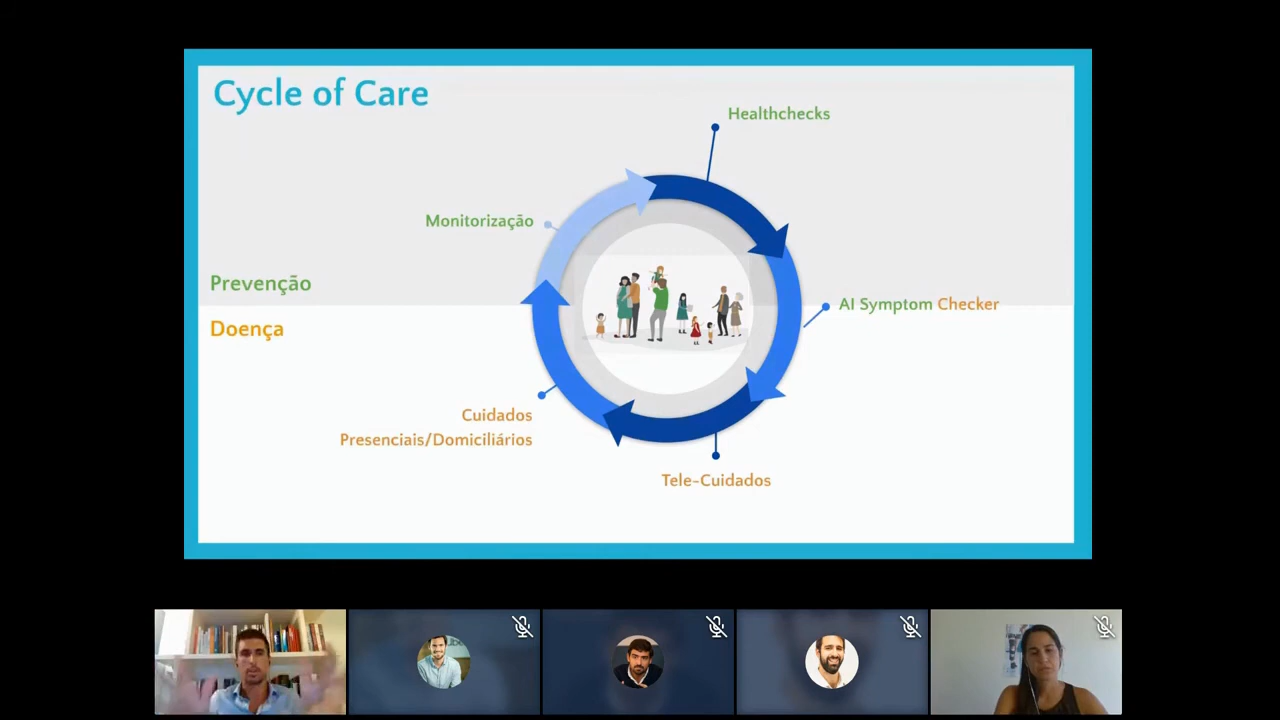 Cycle of Care
Healthchecks
Monitorização
Prevenção
AI Symptom Checker
Doença
Cuidados
Presenciais/Domiciliários
Tele-Cuidados